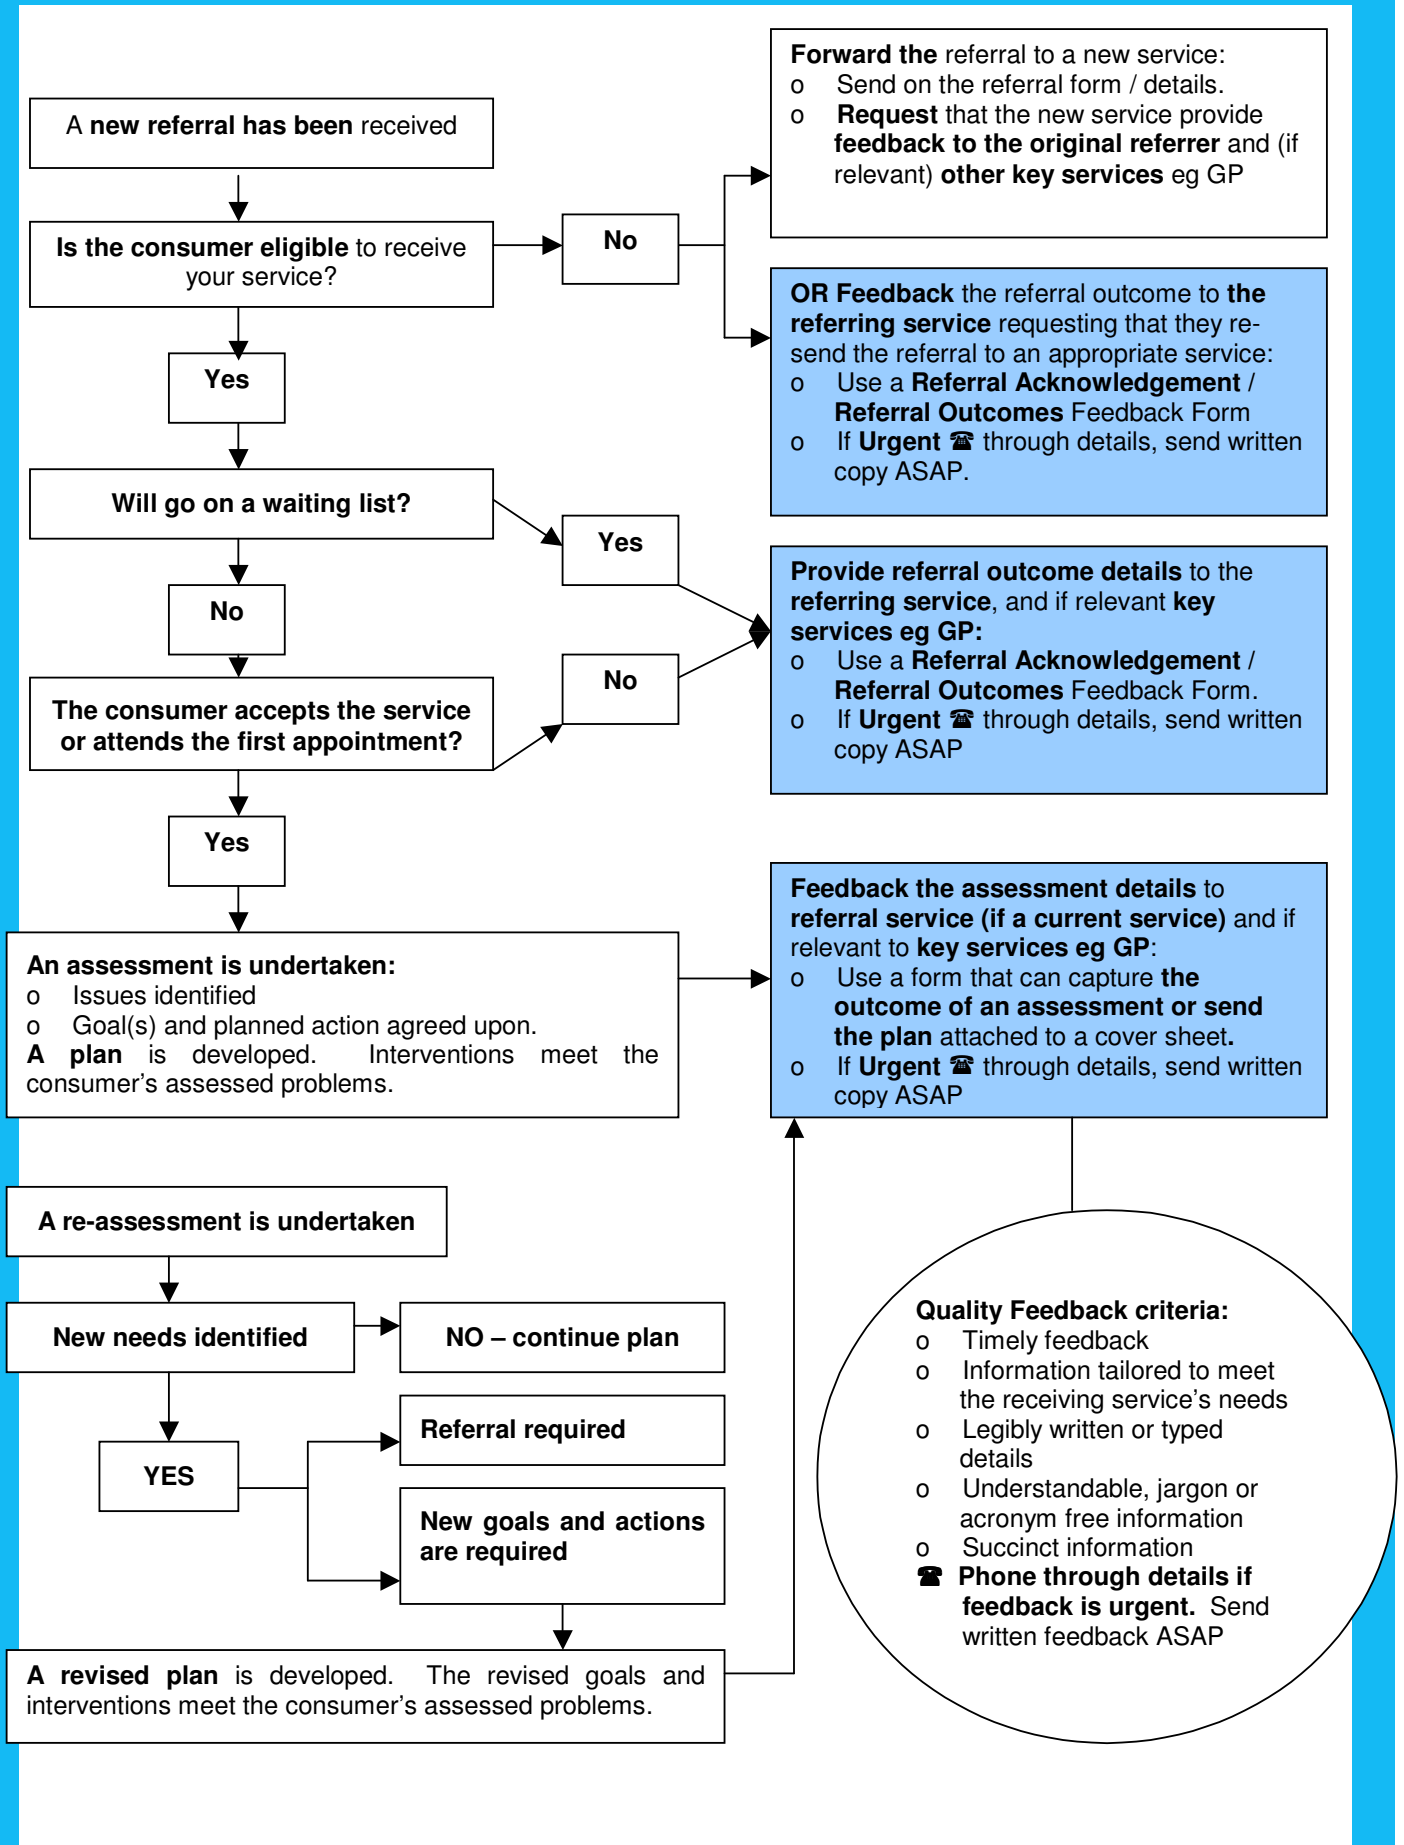 A new referral has been received
Is the consumer eligible to receive
your service?
No
Forward the referral to a new service:
o Send on the referral form / details.
o Request that the new service provide
feedback to the original referrer and (if
relevant) other key services eg GP
OR Feedback the referral outcome to the
referring service requesting that they re-
send the referral to an appropriate service:
o Use a Referral Acknowledgement /
Referral Outcomes Feedback Form
o If Urgent ☎ through details, send written
copy ASAP.
Yes
Will go on a waiting list?
Yes
No
The consumer accepts the service
or attends the first appointment?
No
Provide referral outcome details to the
referring service, and if relevant key
services eg GP:
o Use a Referral Acknowledgement /
Referral Outcomes Feedback Form.
o If Urgent ☎ through details, send written
copy ASAP
Yes
An assessment is undertaken:
o Issues identified
o Goal(s) and planned action agreed upon.
A plan is developed. Interventions meet the
consumer’s assessed problems.
Feedback the assessment details to
referral service (if a current service) and if
relevant to key services eg GP:
o Use a form that can capture the
outcome of an assessment or send
the plan attached to a cover sheet.
o If Urgent ☎ through details, send written
copy ASAP
A re-assessment is undertaken
New needs identified
NO – continue plan
YES
Referral required
New goals and actions
are required
A revised plan is developed. The revised goals and
interventions meet the consumer’s assessed problems.
Quality Feedback criteria:
o Timely feedback
o Information tailored to meet
the receiving service’s needs
o Legibly written or typed
details
o Understandable, jargon or
acronym free information
o Succinct information
☎ Phone through details if
feedback is urgent. Send
written feedback ASAP